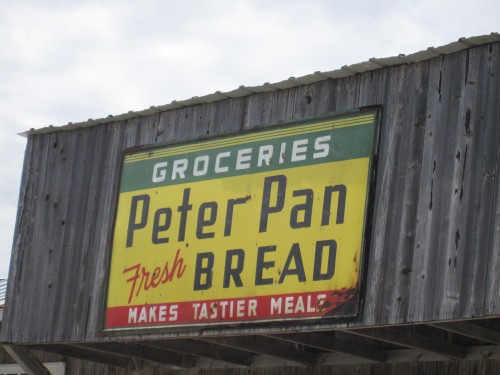 GROCERIES
Peter Pan
Fresh BREAD
MAKES TASTIER MEALS